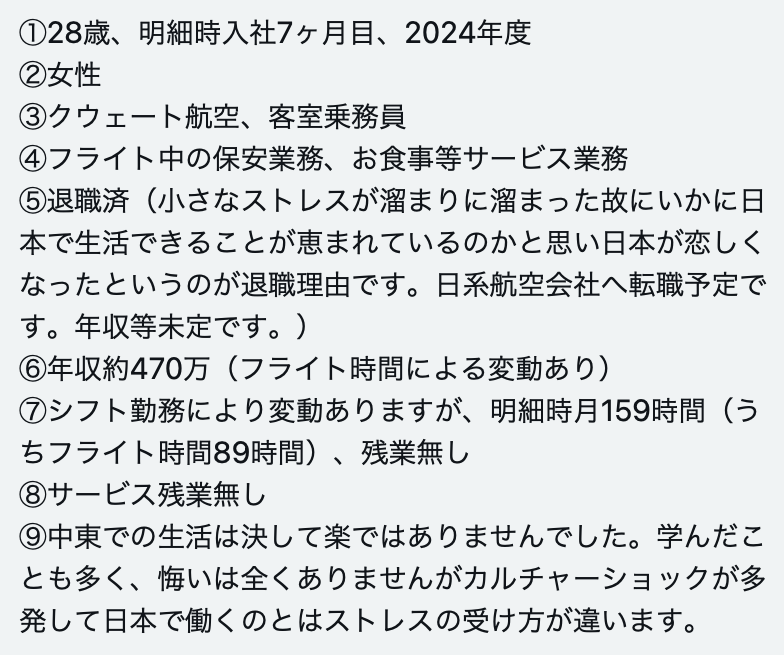 ①28歳、明細時入社7ヶ月目、2024年度
②女性
③クウェート航空、客室乗務員
④フライト中の保安業務、お食事等サービス業務
⑤退職済（小さなストレスが溜まりに溜まった故にいかに日
本で生活できることが恵まれているのかと思い日本が恋しく
なったというのが退職理由です。日系航空会社へ転職予定で
す。年収等未定です。）
⑥年収約470万（フライト時間による変動あり）
⑦シフト勤務により変動ありますが、明細時月159時間（う
ちフライト時間89時間）、残業無し
⑧サービス残業無し
⑨中東での生活は決して楽ではありませんでした。学んだこ
とも多く、悔いは全くありませんがカルチャーショックが多
発して日本で働くのとはストレスの受け方が違います。